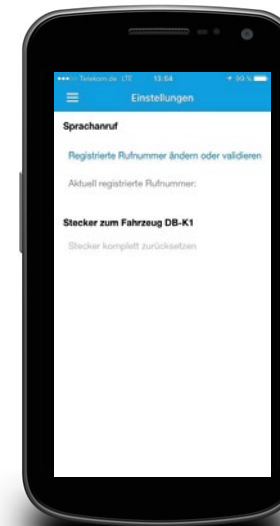 Telekom.de LTE 13:54 99 %
Einstellungen
Sprachanruf
Registrierte Rufnummer ändern oder validieren
Aktuell registrierte Rufnummer:
Stecker zum Fahrzeug DB-K1
Stecker komplett zurücksetzen